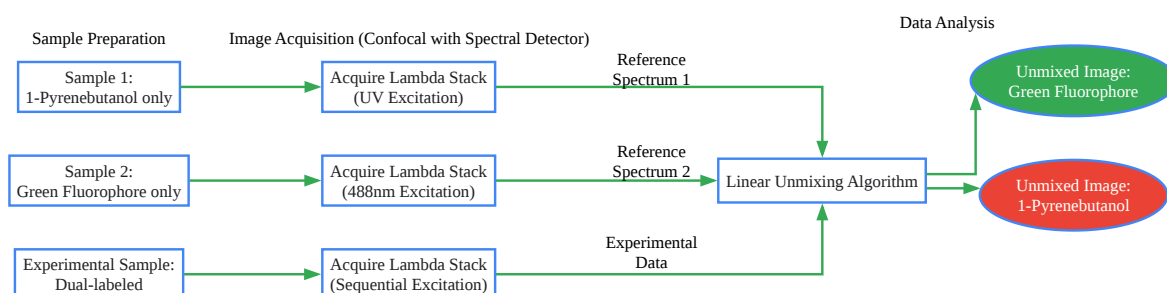 Data Analysis
Sample Preparation
Image Acquisition (Confocal with Spectral Detector)
Sample 1:
1-Pyrenebutanol only
Acquire Lambda Stack
(UV Excitation)
Reference
Spectrum 1
Unmixed Image:
Green Fluorophore
Sample 2:
Green Fluorophore only
Acquire Lambda Stack
(488nm Excitation)
Reference
Spectrum 2
Linear Unmixing Algorithm
Unmixed Image:
1-Pyrenebutanol
Experimental Sample:
Dual-labeled
Acquire Lambda Stack
(Sequential Excitation)
Experimental
Data